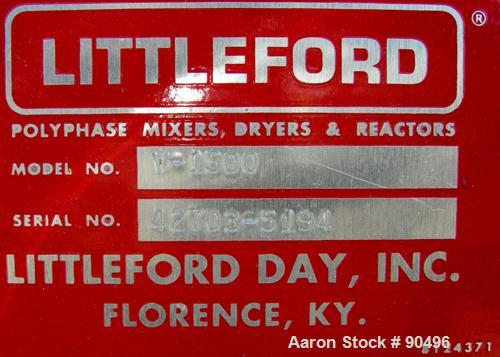 LITTLEFORD ®
POLYPHASE MIXERS, DRYERS & REACTORS
MODEL NO. W-1500
SERIAL NO. 42703-5194
LITTLEFORD DAY, INC.
FLORENCE, KY.
Aaron Stock # 90496